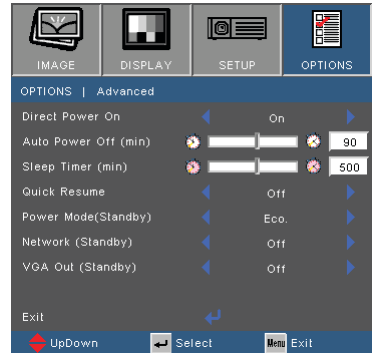 IMAGE DISPLAY SETUP OPTIONS
OPTIONS | Advanced
Direct Power On On
Auto Power Off (min) 90
Sleep Timer (min) 500
Quick Resume Off
Power Mode(Standby) Eco.
Network (Standby) Off
VGA Out (Standby) Off
Exit
UpDown Select Menu Exit